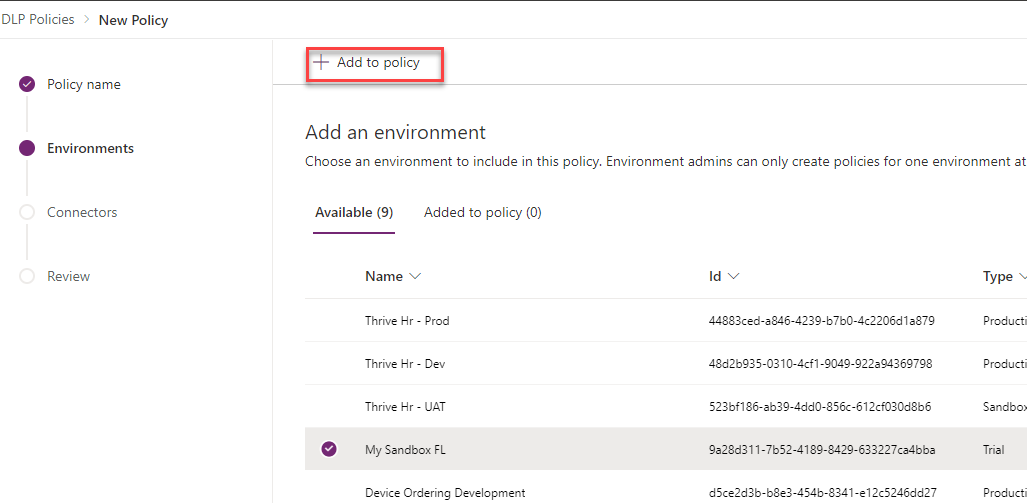 DLP Policies > New Policy
Add to policy
Policy name
Environments
Connectors
Review
Add an environment
Choose an environment to include in this policy. Environment admins can only create policies for one environment at
Available (9) Added to policy (0)
Name Id Type
Thrive Hr - Prod 44883ced-a846-4239-b7b0-4c2206d1a879 Producti
Thrive Hr - Dev 48d2b935-0310-4cf1-9049-922a94369798 Producti
Thrive Hr - UAT 523bf186-ab39-4dd0-856c-612cf030d8b6 Sandbox
My Sandbox FL 9a28d311-7b52-4189-8429-633227ca4bba Trial
Device Ordering Development d5ce2d3b-b8e3-454b-8341-e12c5246dd27 Producti